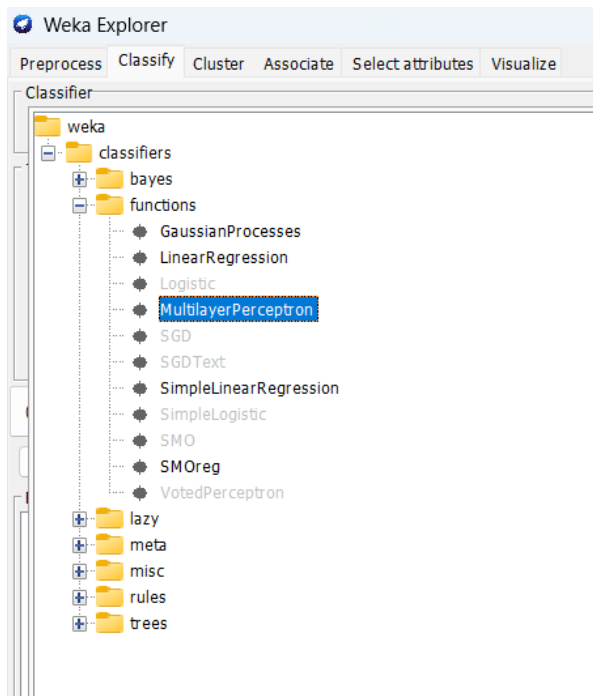 Weka Explorer
Preprocess Classify Cluster Associate Select attributes Visualize
Classifier
weka
classifiers
bayes
functions
GaussianProcesses
LinearRegression
Logistic
MultilayerPerceptron
SGD
SGDText
SimpleLinearRegression
SimpleLogistic
SMO
SMOreg
VotedPerceptron
lazy
meta
misc
rules
trees